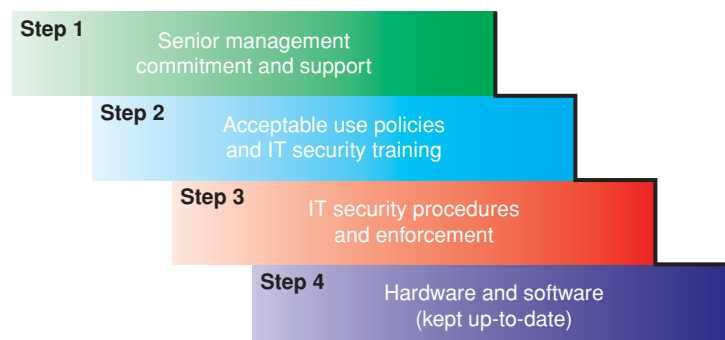 Step 1
Senior management
commitment and support
Step 2
Acceptable use policies
and IT security training
Step 3
IT security procedures
and enforcement
Step 4
Hardware and software
(kept up-to-date)